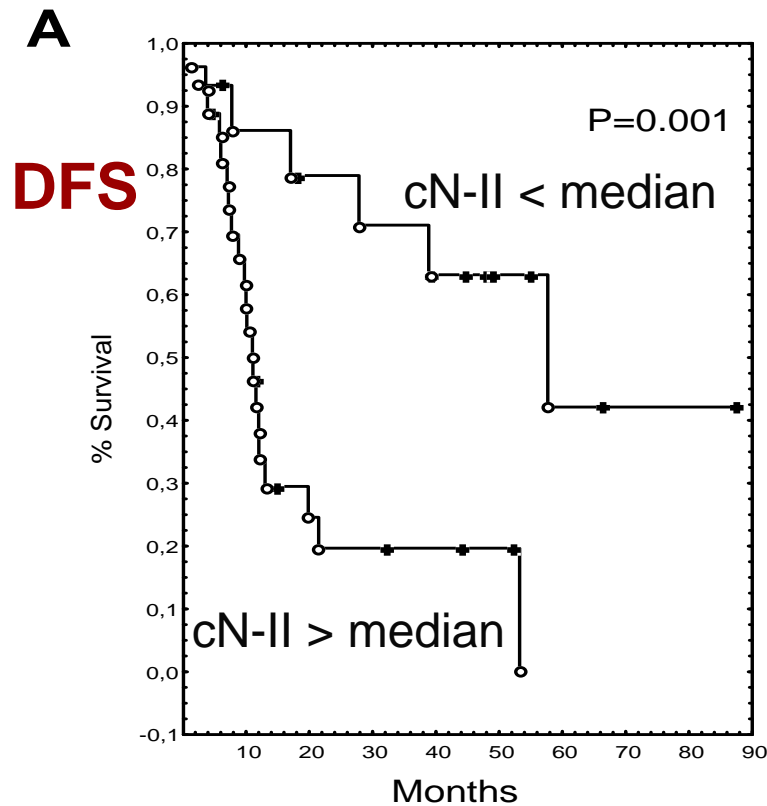 A
DFS
P=0.001
cN-II < median
cN-II > median
% Survival
1,0
0,9
0,8
0,7
0,6
0,5
0,4
0,3
0,2
0,1
0,0
-0,1
10 20 30 40 50 60 70 80 90
Months